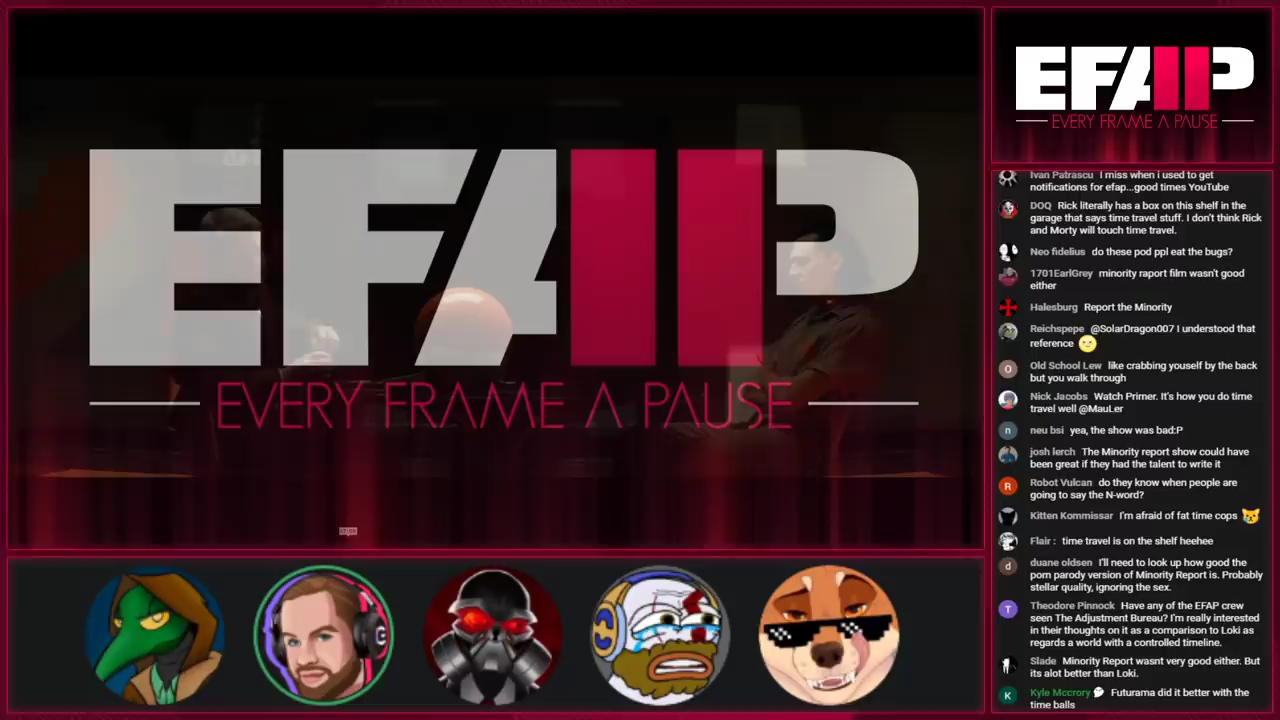 EFAP
EVERY FRAME A PAUSE
EFAP
EVERY FRAME A PAUSE
Ivan Patrascu I miss when i used to get
notifications for efap...good times YouTube
DOQ Rick literally has a box on this shelf in the
garage that says time travel stuff. I don't think Rick
and Morty will touch time travel.
Neo fidelius do these pod ppl eat the bugs?
1701EarlGrey minority raport film wasn't good
either
Halesburg Report the Minority
Reichspepe @SolarDragon007 I understood that
reference
Old School Lew like crabbing youself by the back
but you walk through
Nick Jacobs Watch Primer. It's how you do time
travel well @MauLer
neu bsi yea, the show was bad:P
josh lerch The Minority report show could have
been great if they had the talent to write it
Robot Vulcan do they know when people are
going to say the N-word?
Kitten Kommissar I'm afraid of fat time cops
Flair : time travel is on the shelf heehee
duane oldsen I'll need to look up how good the
porn parody version of Minority Report is. Probably
stellar quality, ignoring the sex.
Theodore Pinnock Have any of the EFAP crew
seen The Adjustment Bureau? I'm really interested
in their thoughts on it as a comparison to Loki as
regards a world with a controlled timeline.
Slade Minority Report wasnt very good either. But
its alot better than Loki.
Kyle Mccrory Futurama did it better with the
time balls